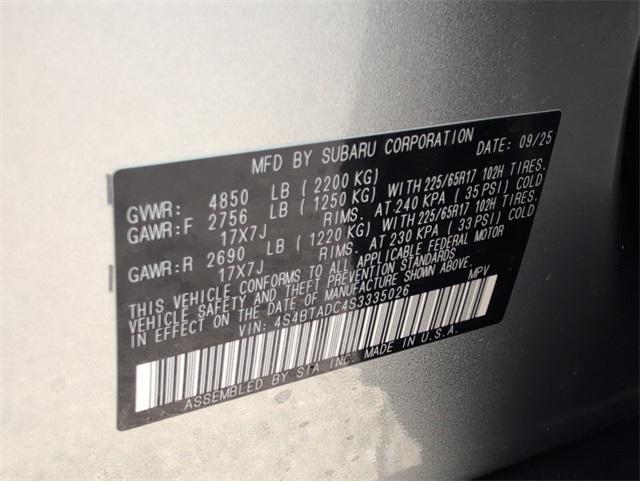 MFD BY SUBARU CORPORATION DATE: 09/25
GVWR: 4850 LB (2200 KG)
GAWR:F 2756 LB (1250 KG) WITH 225/65R17 102H TIRES.
17X7J RIMS. AT 240 KPA (35 PSI) COLD
GAWR:R 2690 LB (1220 KG) WITH 225/65R17 102H TIRES.
17X7J RIMS. AT 230 KPA (33 PSI) COLD
THIS VEHICLE CONFORMS TO ALL APPLICABLE FEDERAL MOTOR
VEHICLE SAFETY AND THEFT PREVENTION STANDARDS
IN EFFECT ON THE DATE OF MANUFACTURE SHOWN ABOVE.
VIN: 4S4BTADC4S3335026 MPV
ASSEMBLED BY SIA INC. MADE IN U.S.A.